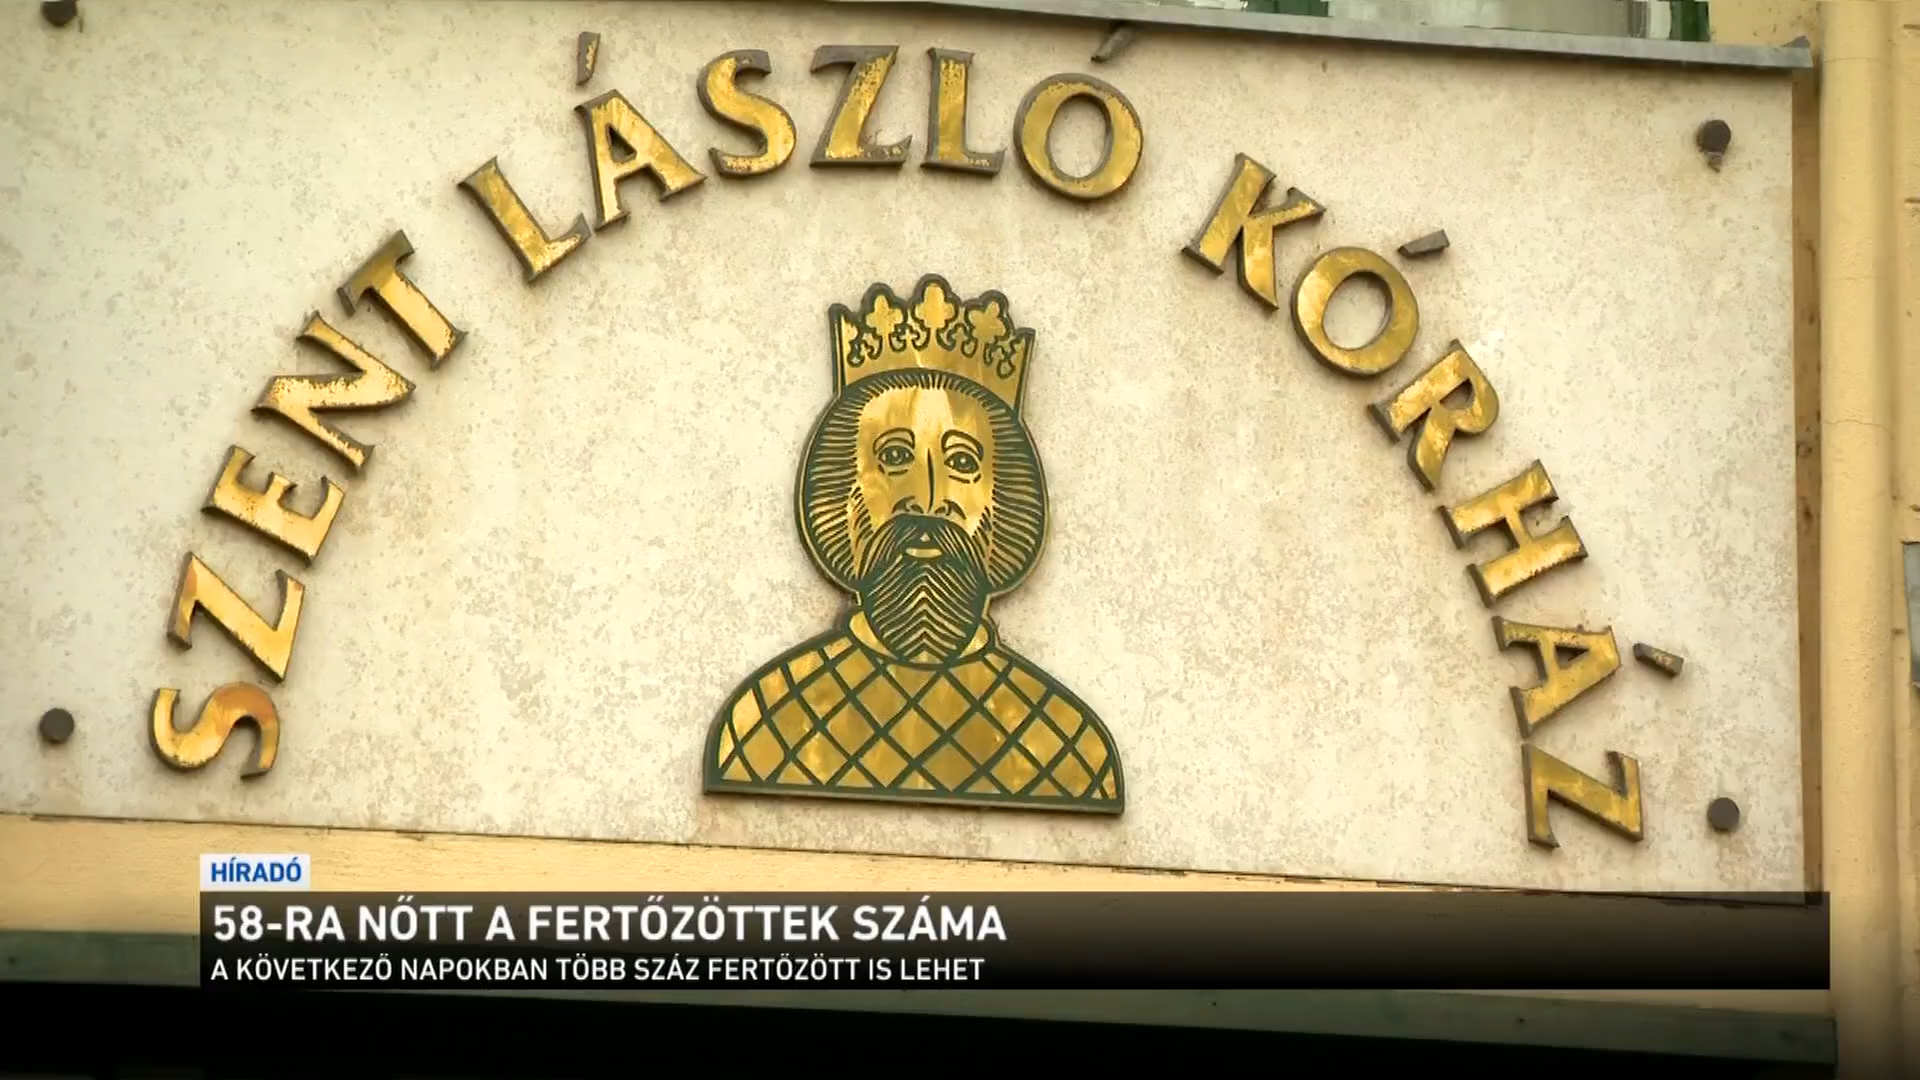 SZENT LÁSZLÓ KÓRHÁZ
HÍRADÓ
58-RA NŐTT A FERTŐZÖTTEK SZÁMA
A KÖVETKEZŐ NAPOKBAN TÖBB SZÁZ FERTŐZÖTT IS LEHET